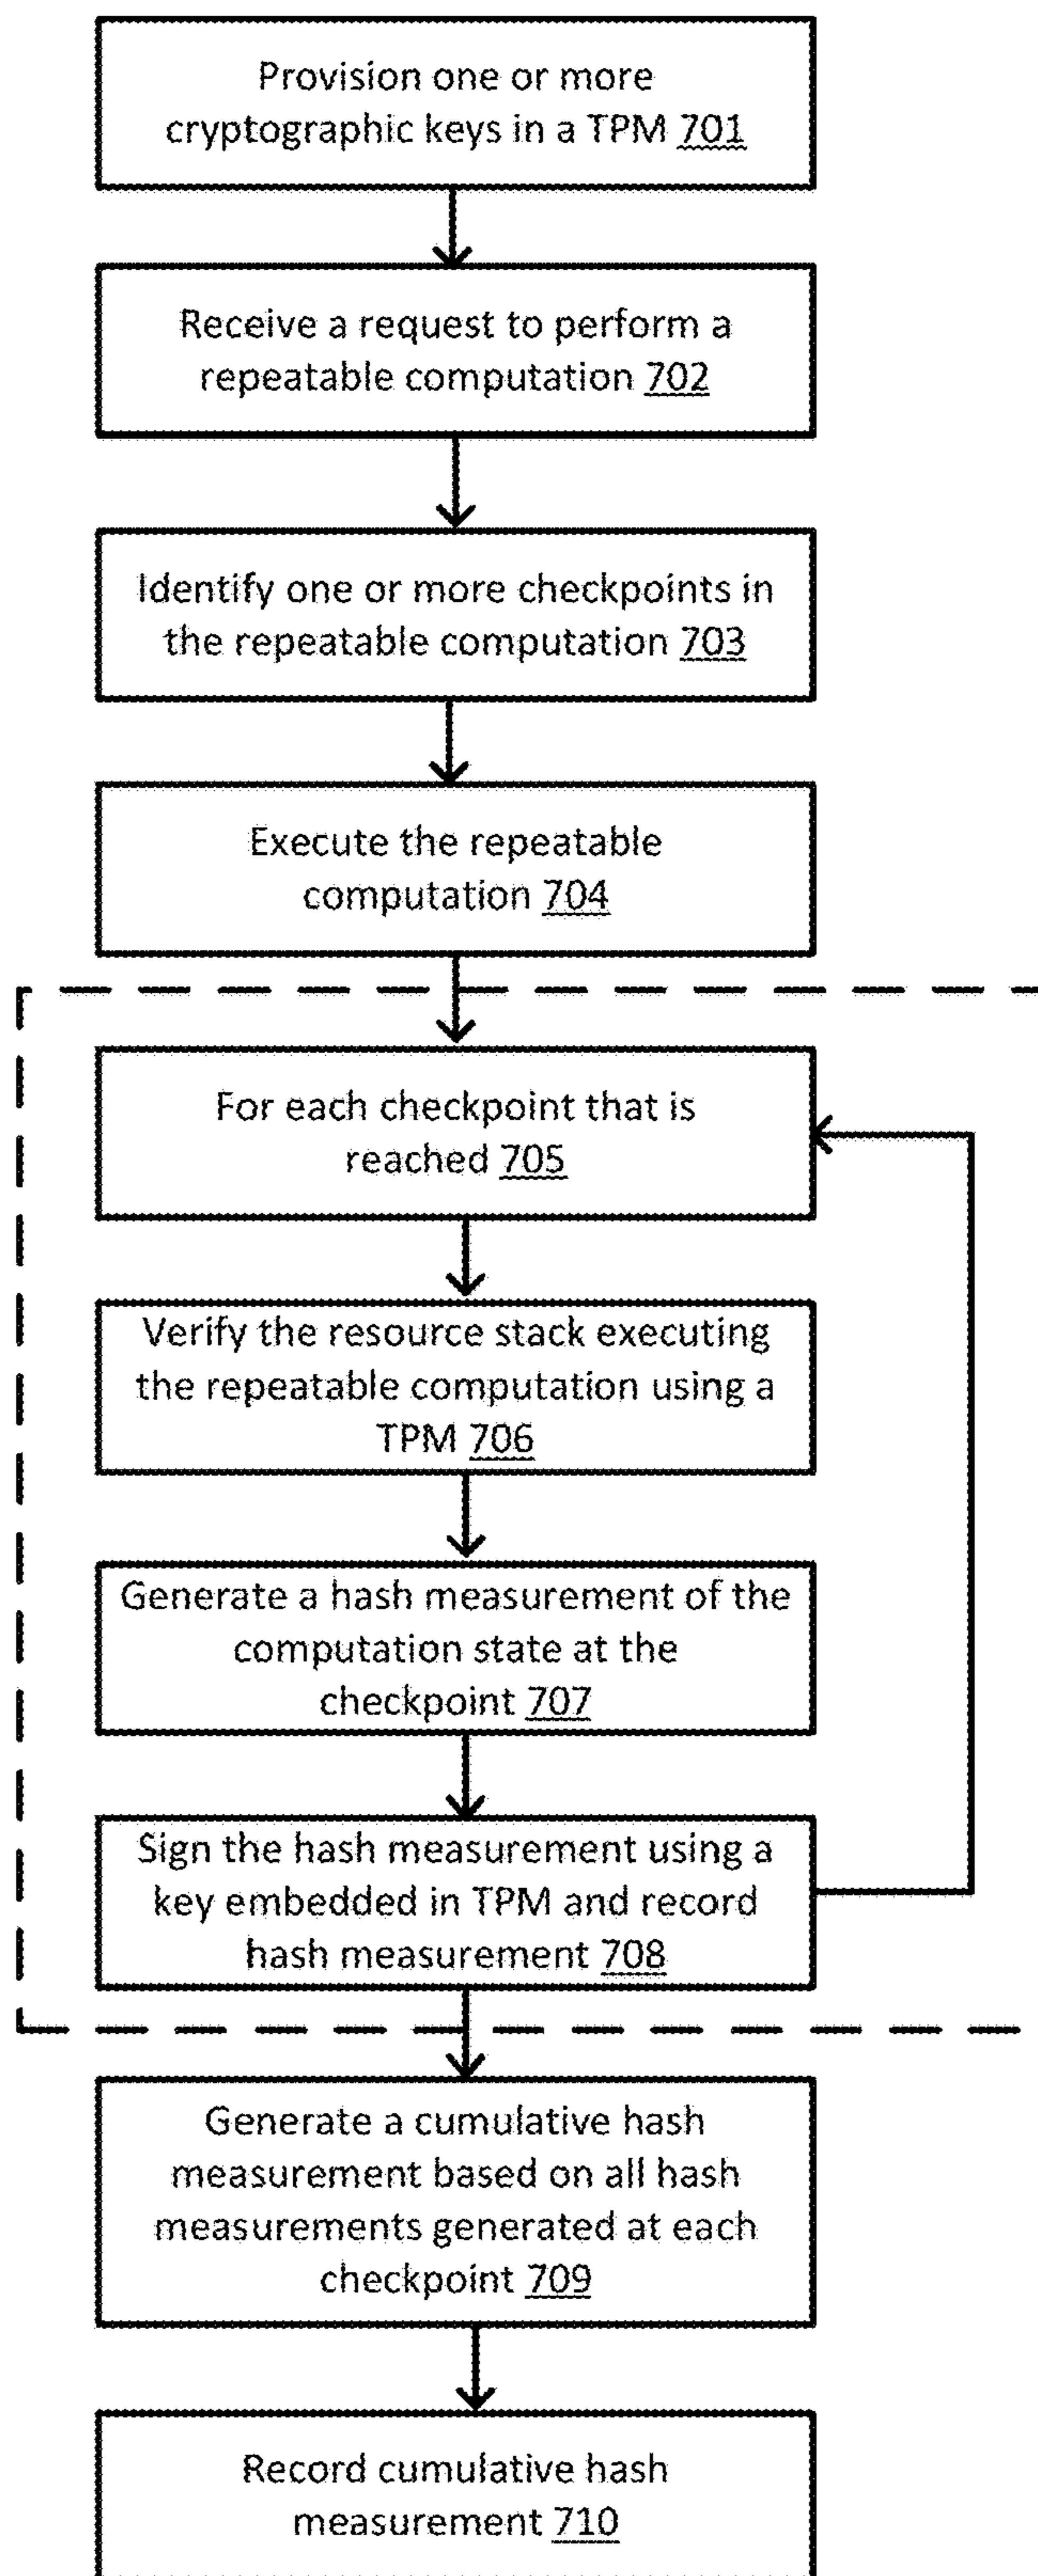 Provision one or more
cryptographic keys in a TPM 701
Receive a request to perform a
repeatable computation 702
Identify one or more checkpoints in
the repeatable computation 703
Execute the repeatable
computation 704
For each checkpoint that is
reached 705
Verify the resource stack executing
the repeatable computation using a
TPM 706
Generate a hash measurement of the
computation state at the
checkpoint 707
Sign the hash measurement using a
key embedded in TPM and record
hash measurement 708
Generate a cumulative hash
measurement based on all hash
measurements generated at each
checkpoint 709
Record cumulative hash
measurement 710